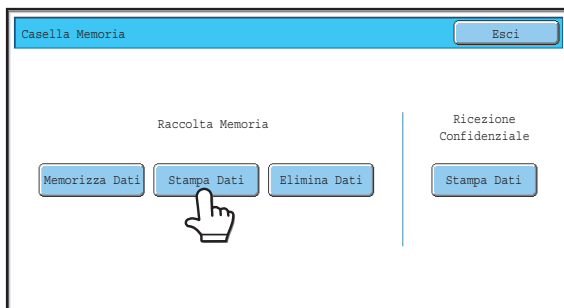 Casella Memoria
Esci
Raccolta Memoria
Ricezione
Confidenziale
Memorizza Dati
Stampa Dati
Elimina Dati
Stampa Dati